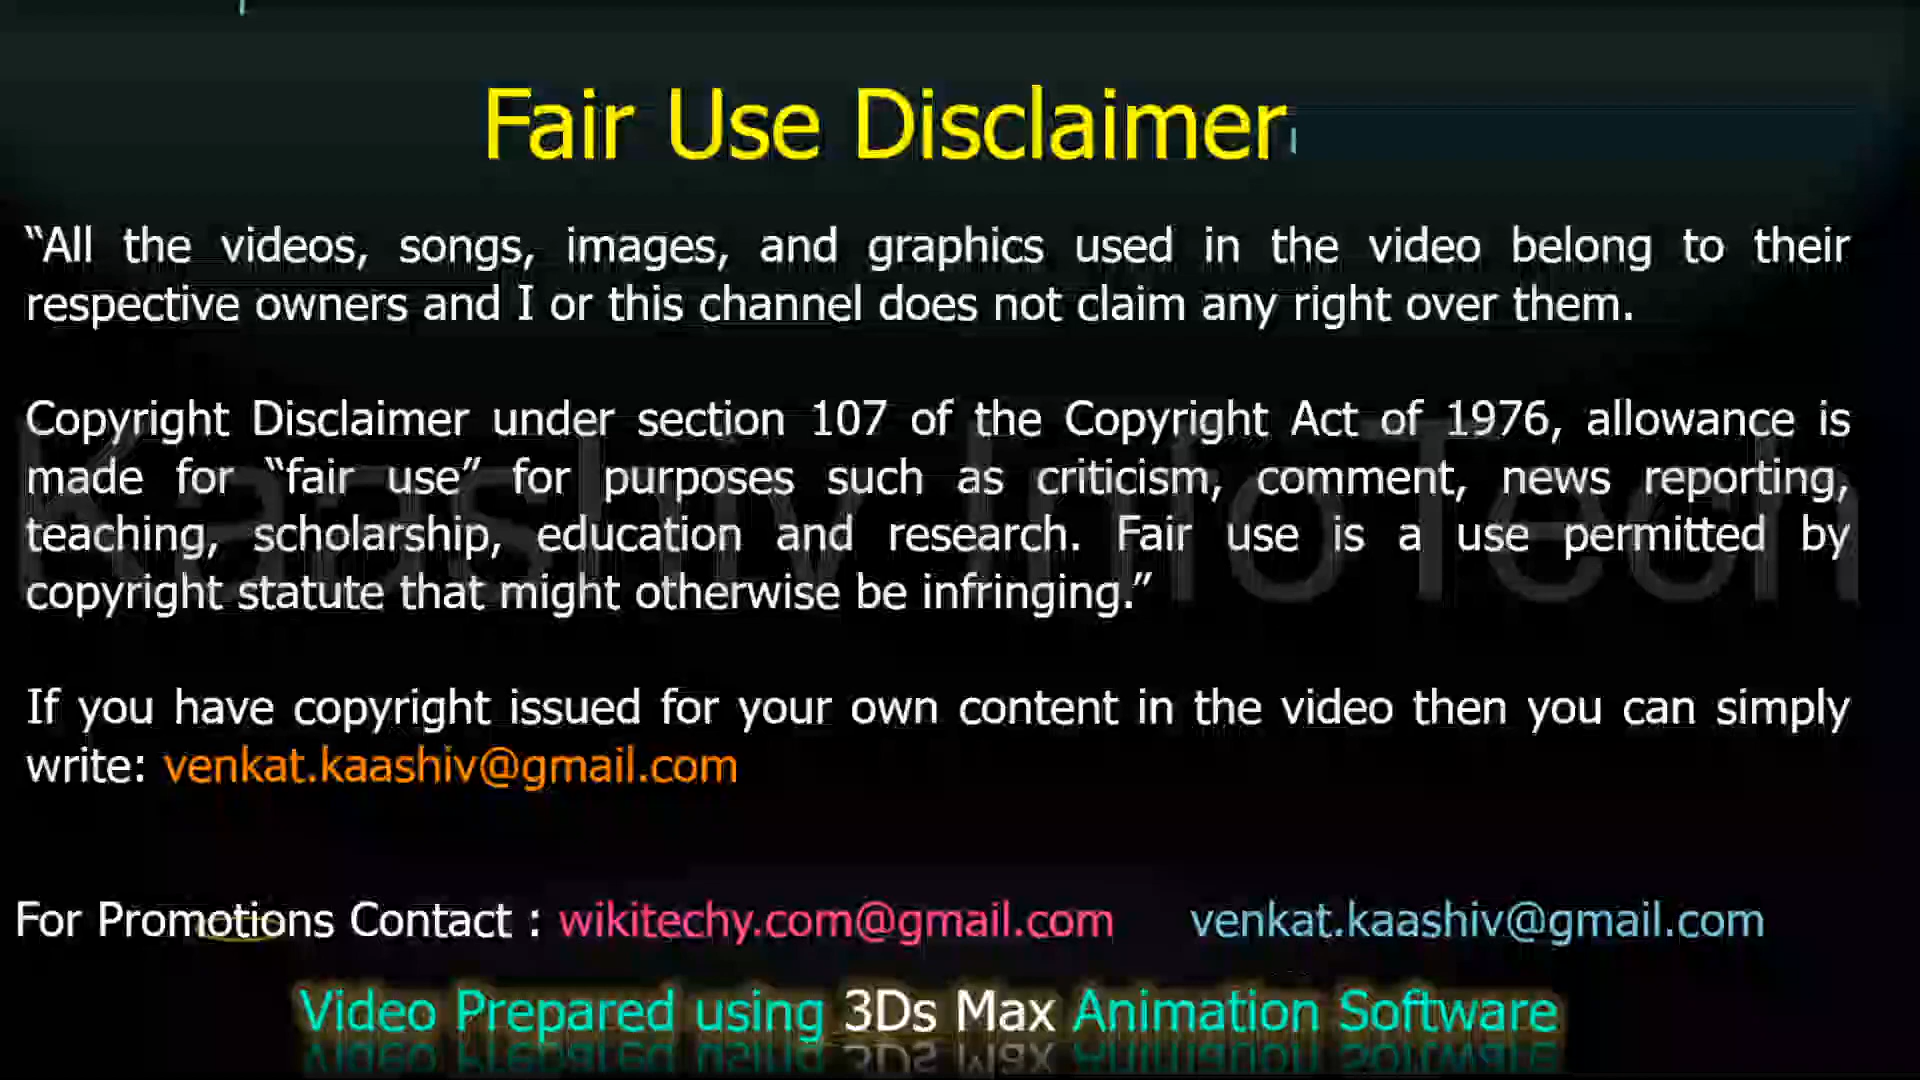 Fair Use Disclaimer
“All the videos, songs, images, and graphics used in the video belong to their
respective owners and I or this channel does not claim any right over them.
Copyright Disclaimer under section 107 of the Copyright Act of 1976, allowance is
made for “fair use” for purposes such as criticism, comment, news reporting,
teaching, scholarship, education and research. Fair use is a use permitted by
copyright statute that might otherwise be infringing.”
Kaashiv InfoTech
If you have copyright issued for your own content in the video then you can simply
write: venkat.kaashiv@gmail.com
For Promotions Contact : wikitechy.com@gmail.com venkat.kaashiv@gmail.com
Video Prepared using 3Ds Max Animation Software